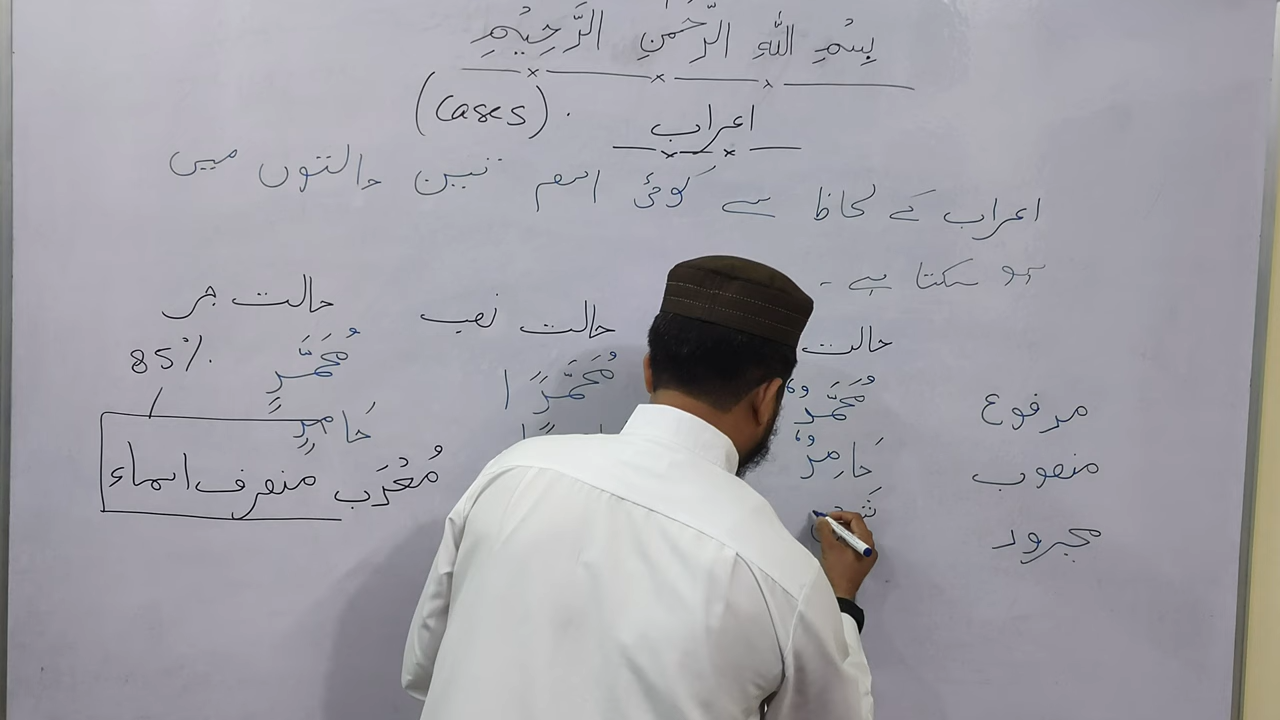 بِسْمِ اللّٰهِ الرَّحْمٰنِ الرَّحِيْمِ
اعراب (Cases).
اعراب کے لحاظ سے کوئی اسم تین حالتوں میں
ہو سکتا ہے۔
حالت حالت نصب حالت جر
مرفوع مُحَمَّدٌ مُحَمَّدًا مُحَمَّدٍ 85%
منصوب حَامِدٌ حَامِدٍ
مُعْرَب منصرف اسماء
مجرور